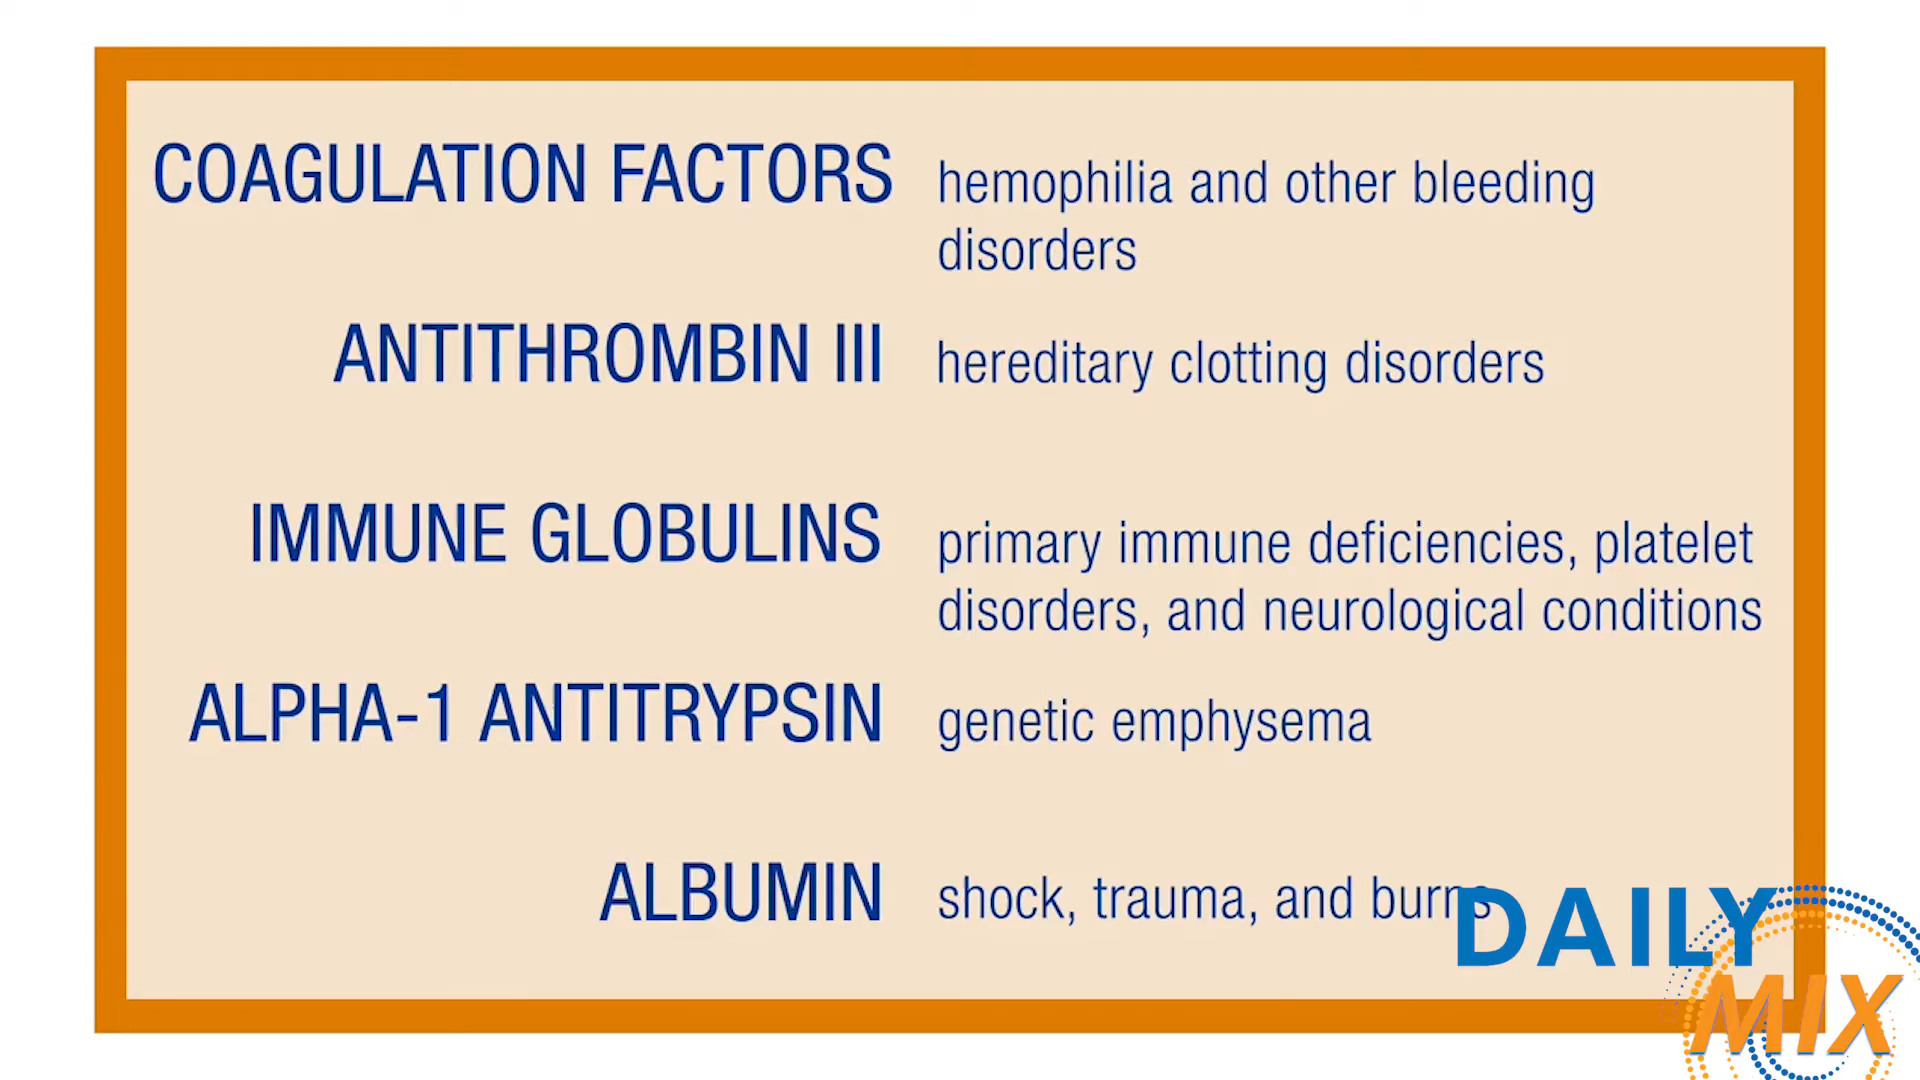 COAGULATION FACTORS hemophilia and other bleeding
disorders
ANTITHROMBIN III hereditary clotting disorders
IMMUNE GLOBULINS primary immune deficiencies, platelet
disorders, and neurological conditions
ALPHA-1 ANTITRYPSIN genetic emphysema
ALBUMIN shock, trauma, and burns
DAILY
MIX